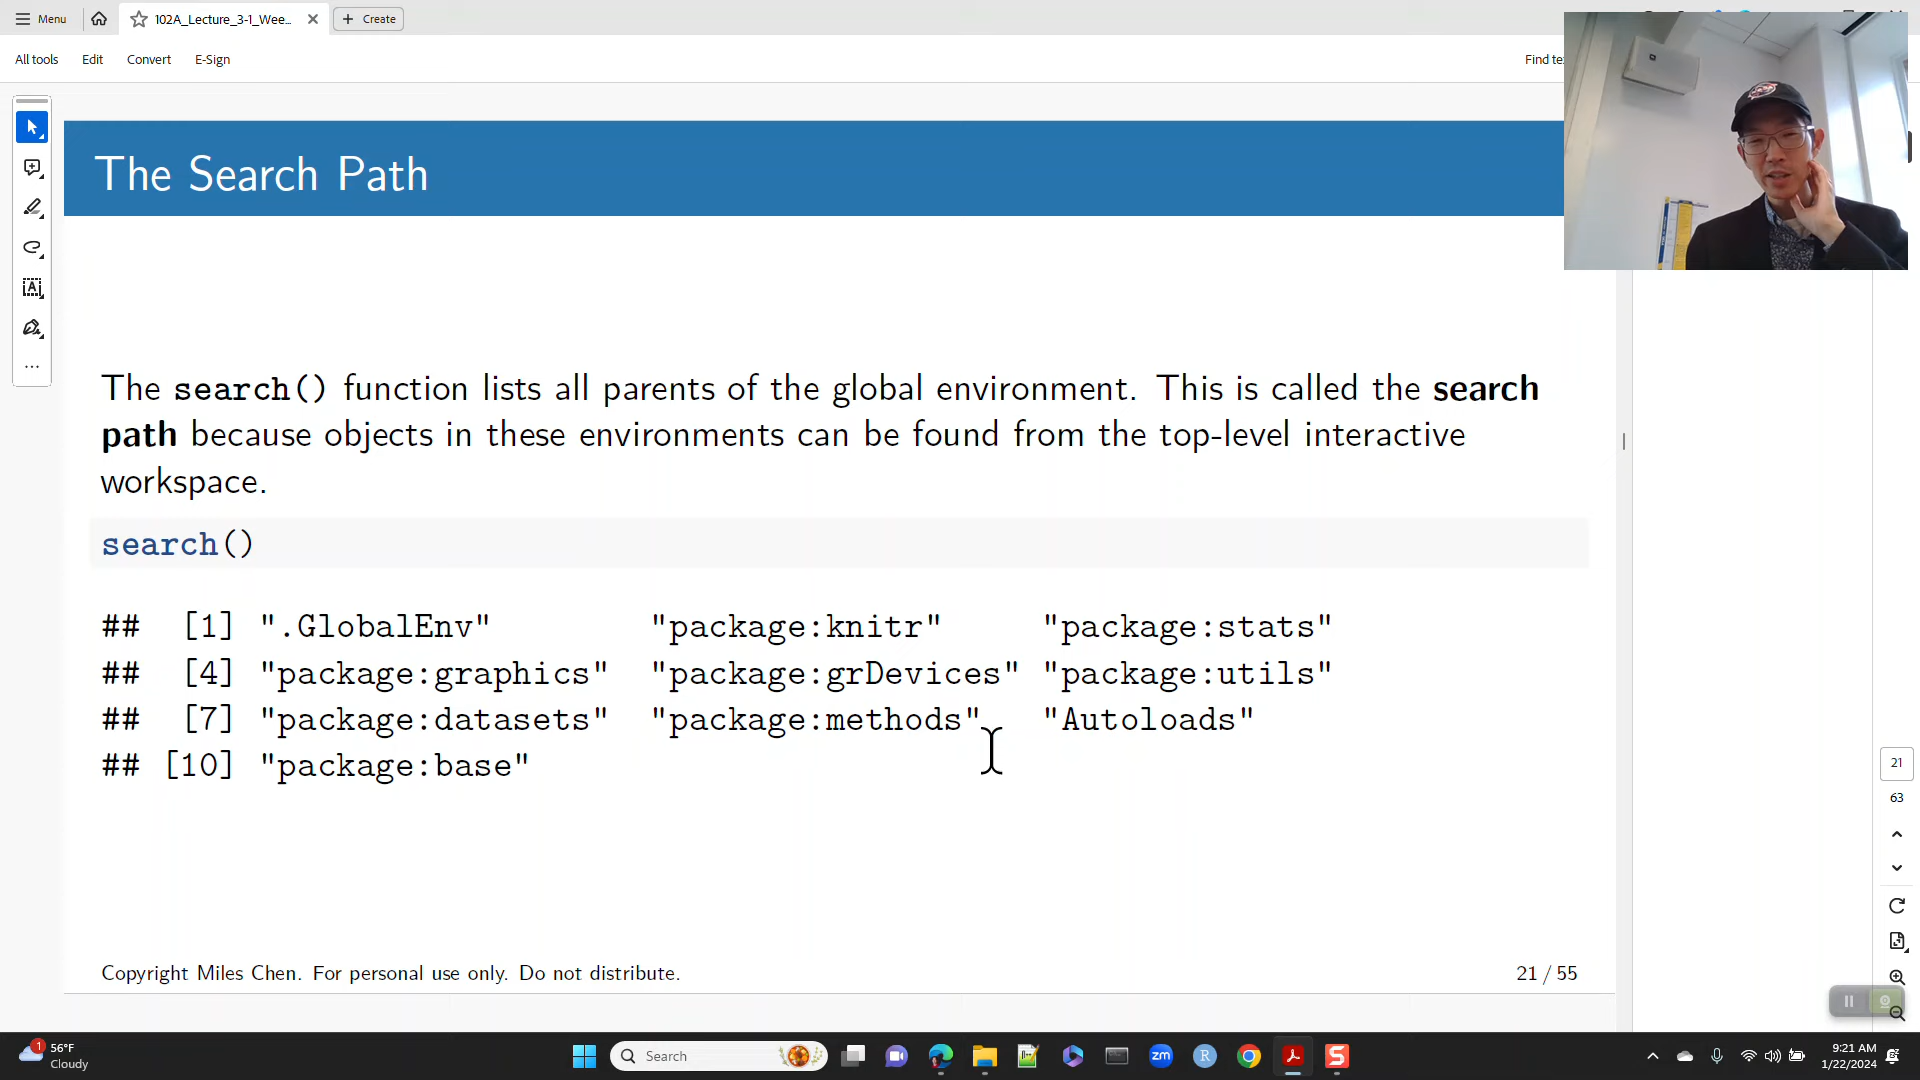 Menu
102A_Lecture_3-1_Wee...
Create
All tools
Edit
Convert
E-Sign
Find te
The Search Path
The search() function lists all parents of the global environment. This is called the search
path because objects in these environments can be found from the top-level interactive
workspace.
search()
## [1] ".GlobalEnv" "package:knitr" "package:stats"
## [4] "package:graphics" "package:grDevices" "package:utils"
## [7] "package:datasets" "package:methods" "Autoloads"
## [10] "package:base"
21
63
Copyright Miles Chen. For personal use only. Do not distribute.
21 / 55
1
56°F
Cloudy
Search
zm
R
S
9:21 AM
1/22/2024